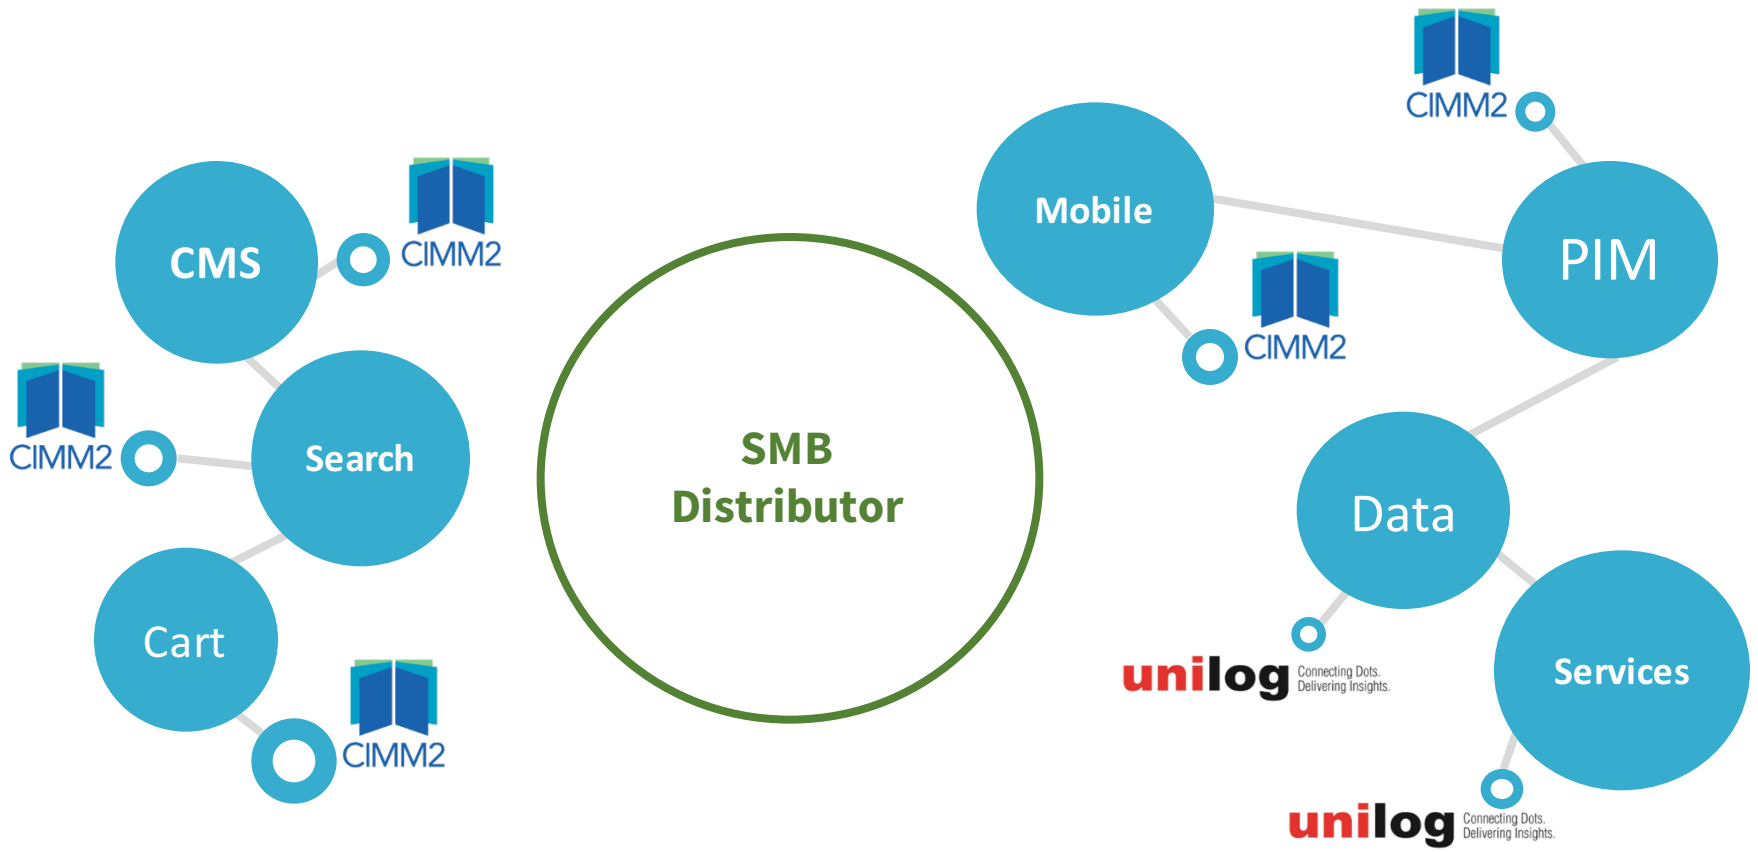 CMS
CIMM2
CIMM2
Search
Cart
CIMM2
SMB
Distributor
Mobile
CIMM2
CIMM2
PIM
Data
unilog Connecting Dots.
Delivering Insights.
Services
unilog Connecting Dots.
Delivering Insights.